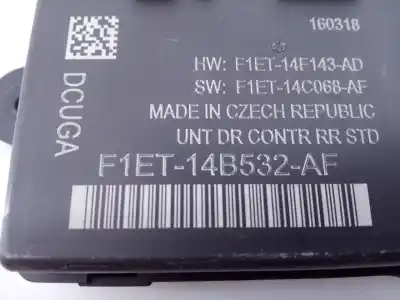 160318
HW: F1ET-14F143-AD
SW: F1ET-14C068-AF
MADE IN CZECH REPUBLIC
UNT DR CONTR RR STD
F1ET-14B532-AF
DCUGA